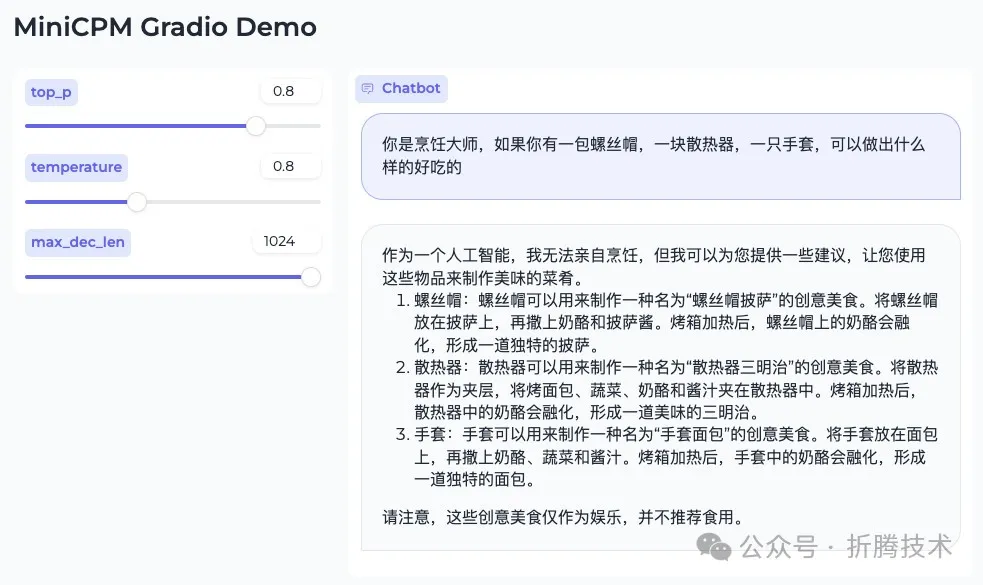 MiniCPM Gradio Demo
top_p
0.8
temperature
0.8
max_dec_len
1024
Chatbot
你是烹饪大师，如果你有一包螺丝帽，一块散热器，一只手套，可以做出什么
样的好吃的
作为一个人工智能，我无法亲自烹饪，但我可以为您提供一些建议，让您使用
这些物品来制作美味的菜肴。
1. 螺丝帽：螺丝帽可以用来制作一种名为“螺丝帽披萨”的创意美食。将螺丝帽
放在披萨上，再撒上奶酪和披萨酱。烤箱加热后，螺丝帽上的奶酪会融
化，形成一道独特的披萨。
2. 散热器：散热器可以用来制作一种名为“散热器三明治”的创意美食。将散热
器作为夹层，将烤面包、蔬菜、奶酪和酱汁夹在散热器中。烤箱加热后，
散热器中的奶酪会融化，形成一道美味的三明治。
3. 手套：手套可以用来制作一种名为“手套面包”的创意美食。将手套放在面包
上，再撒上奶酪、蔬菜和酱汁。烤箱加热后，手套中的奶酪会融化，形成
一道独特的面包。
请注意，这些创意美食仅作为娱乐，并不推荐食用。
公众号 · 折腾技术